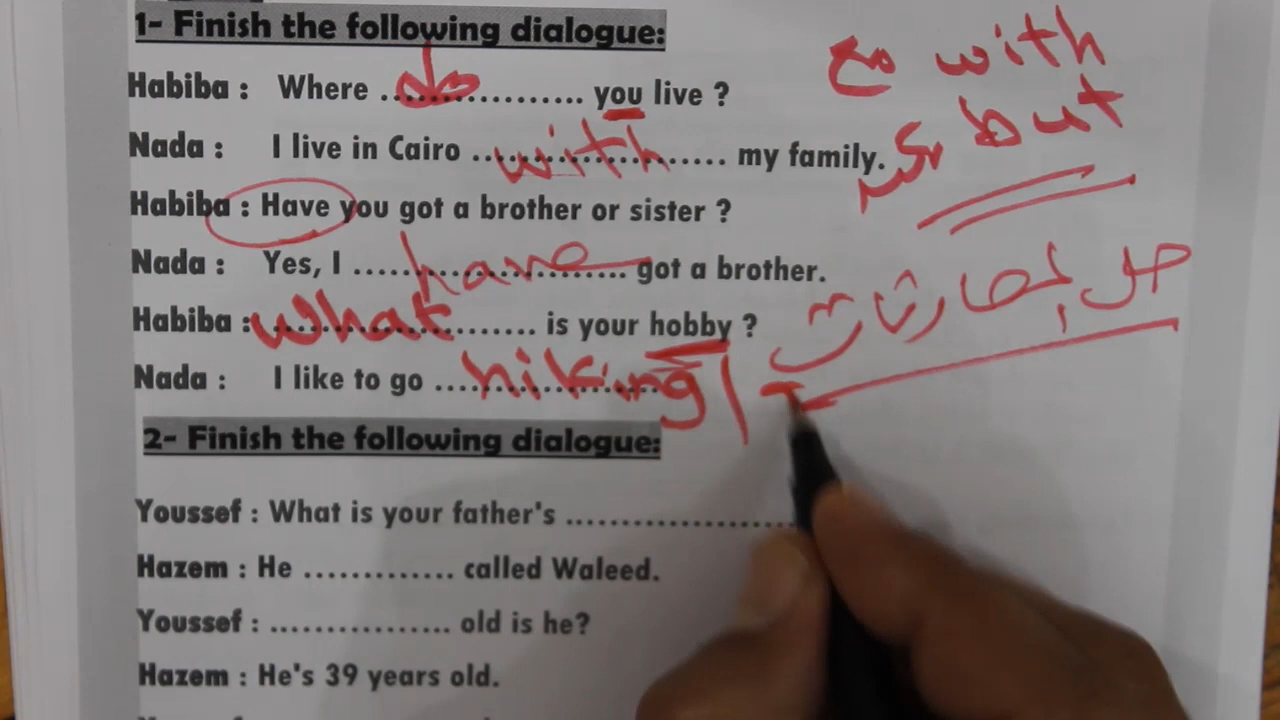 1- Finish the following dialogue:
مع with
Habiba : Where ...do................ you live ?
but
Nada : I live in Cairo ...with................ my family.
Habiba : Have you got a brother or sister ?
Nada : Yes, I ......have............ got a brother.
حل المحادثات
Habiba : What.................. is your hobby ?
Nada : I like to go ....hiking
2- Finish the following dialogue:
Youssef : What is your father's ......................
Hazem : He .............. called Waleed.
Youssef : ................. old is he?
Hazem : He's 39 years old.